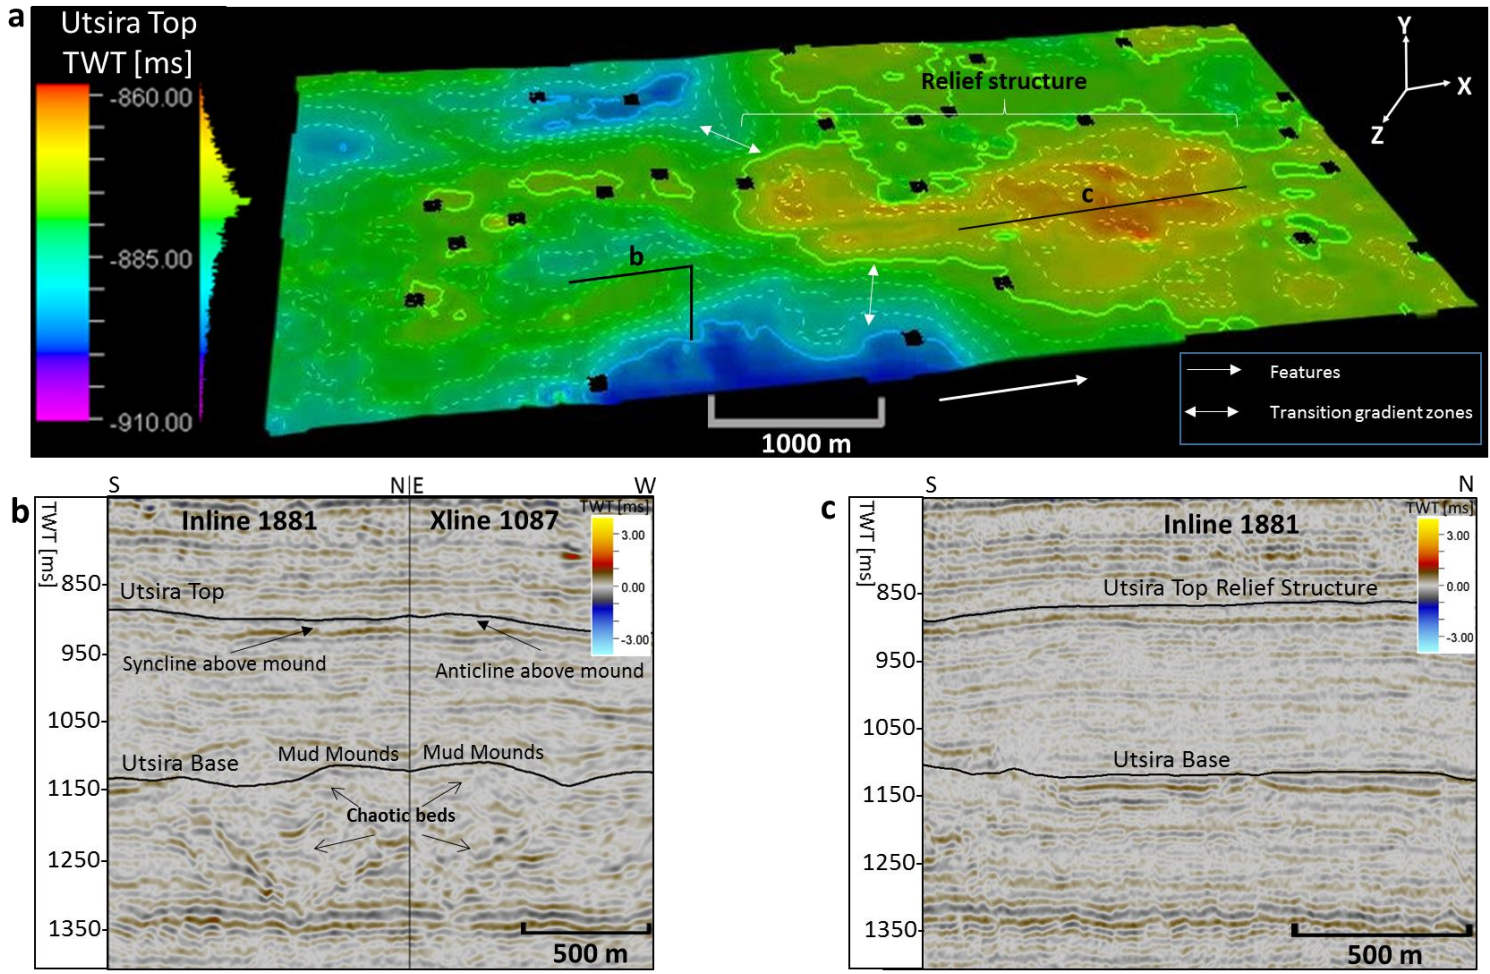 a
Utsira Top
TWT [ms]
-860.00
-885.00
-910.00
Relief structure
b
c
Y
X
Z
1000 m
Features
Transition gradient zones
b
S
N
E
W
TWT [ms]
Inline 1881
Xline 1087
TWT [ms]
3.00
0.00
-3.00
850
950
1050
1150
1250
1350
Utsira Top
Syncline above mound
Anticline above mound
Utsira Base
Mud Mounds
Mud Mounds
Chaotic beds
500 m
c
S
N
TWT [ms]
Inline 1881
TWT [ms]
3.00
0.00
-3.00
850
950
1050
1150
1250
1350
Utsira Top Relief Structure
Utsira Base
500 m